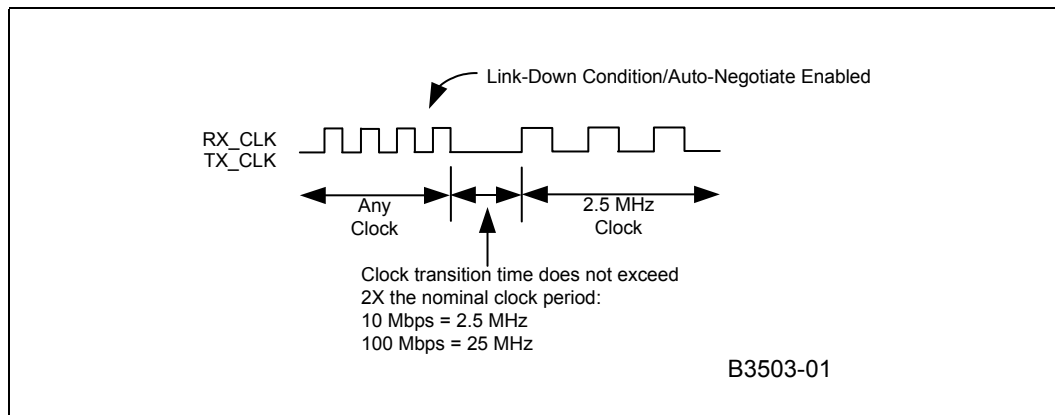 Link-Down Condition/Auto-Negotiate Enabled
RX_CLK
TX_CLK
Any
Clock
2.5 MHz
Clock
Clock transition time does not exceed
2X the nominal clock period:
10 Mbps = 2.5 MHz
100 Mbps = 25 MHz
B3503-01